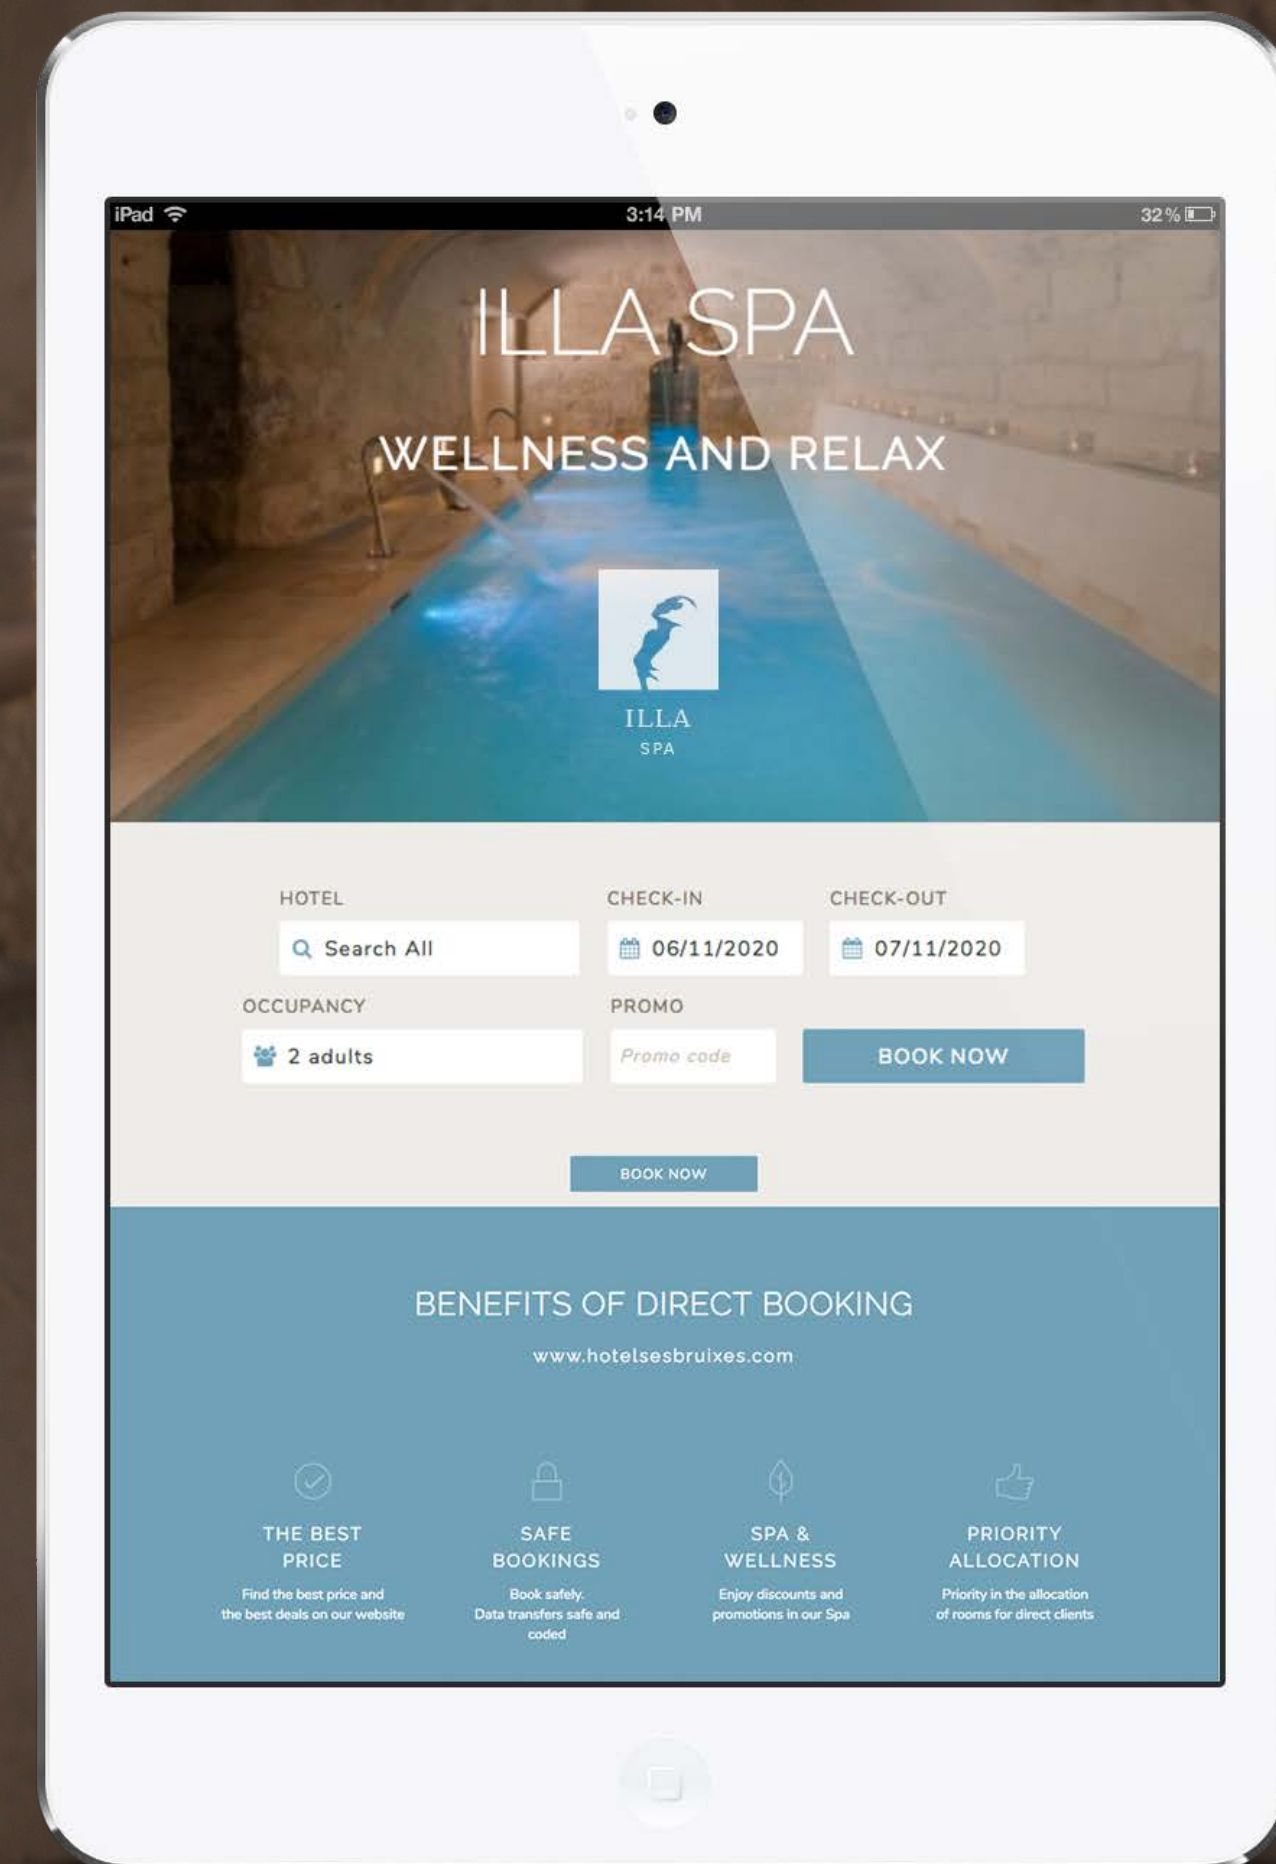 iPad
3:14 PM
32%
ILLA SPA
WELLNESS AND RELAX
ILLA
SPA
HOTEL
CHECK-IN
CHECK-OUT
Search All
06/11/2020
07/11/2020
OCCUPANCY
PROMO
2 adults
Promo code
BOOK NOW
BOOK NOW
BENEFITS OF DIRECT BOOKING
www.hotelsesbruixes.com
THE BEST
PRICE
Find the best price and
the best deals on our website
SAFE
BOOKINGS
Book safely.
Data transfers safe and
coded
SPA &
WELLNESS
Enjoy discounts and
promotions in our Spa
PRIORITY
ALLOCATION
Priority in the allocation
of rooms for direct clients